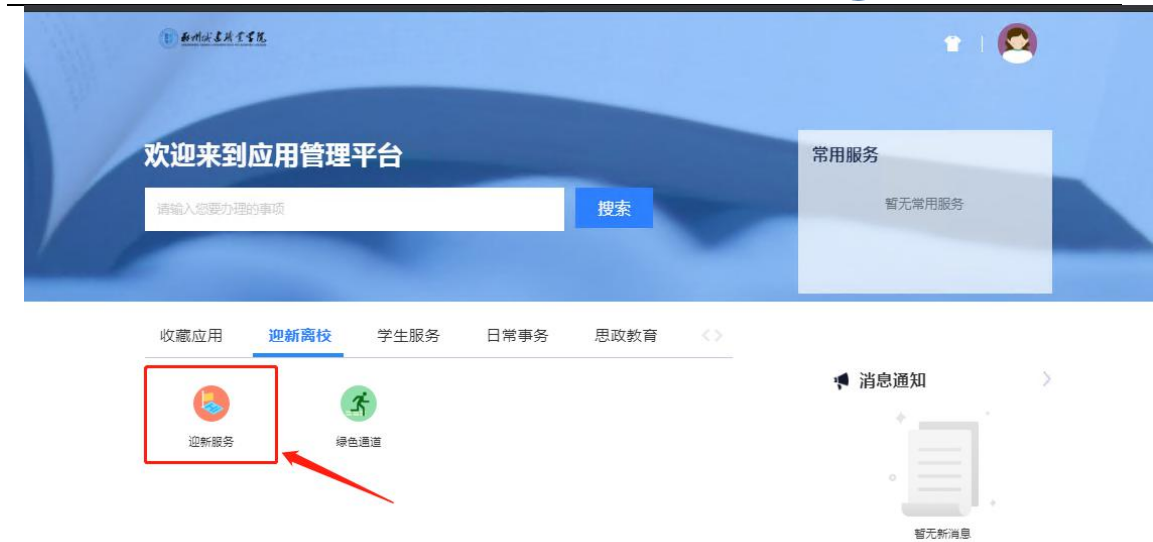 欢迎来到应用管理平台
请输入您要办理的事项
搜索
常用服务
暂无常用服务
收藏应用 迎新离校 学生服务 日常事务 思政教育 <>
迎新服务
绿色通道
消息通知 >
暂无新消息